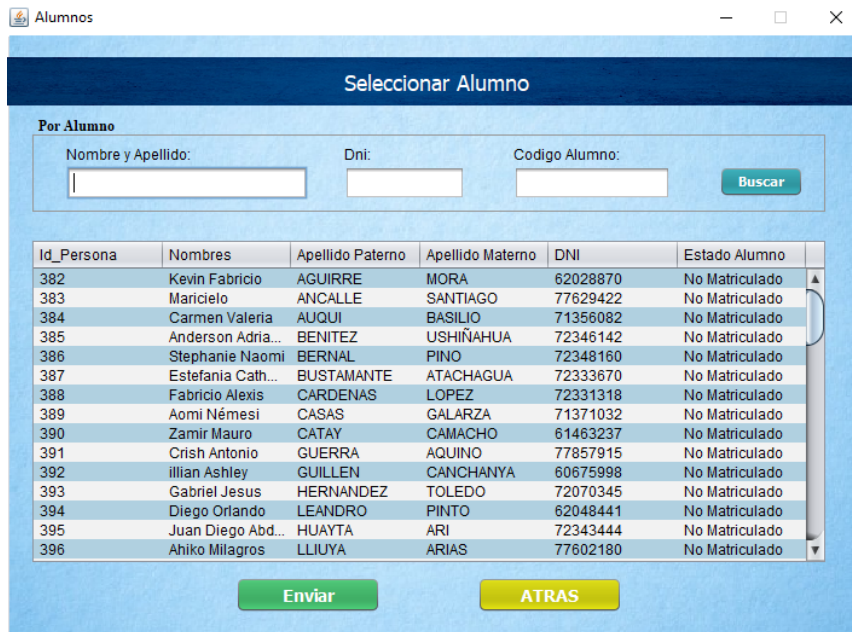 Alumnos
Seleccionar Alumno
Por Alumno
Nombre y Apellido: Dni: Codigo Alumno:
Buscar
Id_Persona Nombres Apellido Paterno Apellido Materno DNI Estado Alumno
382 Kevin Fabricio AGUIRRE MORA 62028870 No Matriculado
383 Maricielo ANCALLE SANTIAGO 77629422 No Matriculado
384 Carmen Valeria AUQUI BASILIO 71356082 No Matriculado
385 Anderson Adria... BENITEZ USHIÑAHUA 72346142 No Matriculado
386 Stephanie Naomi BERNAL PINO 72348160 No Matriculado
387 Estefania Cath... BUSTAMANTE ATACHAGUA 72333670 No Matriculado
388 Fabricio Alexis CARDENAS LOPEZ 72331318 No Matriculado
389 Aomi Némesi CASAS GALARZA 71371032 No Matriculado
390 Zamir Mauro CATAY CAMACHO 61463237 No Matriculado
391 Crish Antonio GUERRA AQUINO 77857915 No Matriculado
392 illian Ashley GUILLEN CANCHANYA 60675998 No Matriculado
393 Gabriel Jesus HERNANDEZ TOLEDO 72070345 No Matriculado
394 Diego Orlando LEANDRO PINTO 62048441 No Matriculado
395 Juan Diego Abd... HUAYTA ARI 72343444 No Matriculado
396 Ahiko Milagros LLIUYA ARIAS 77602180 No Matriculado
Enviar ATRAS